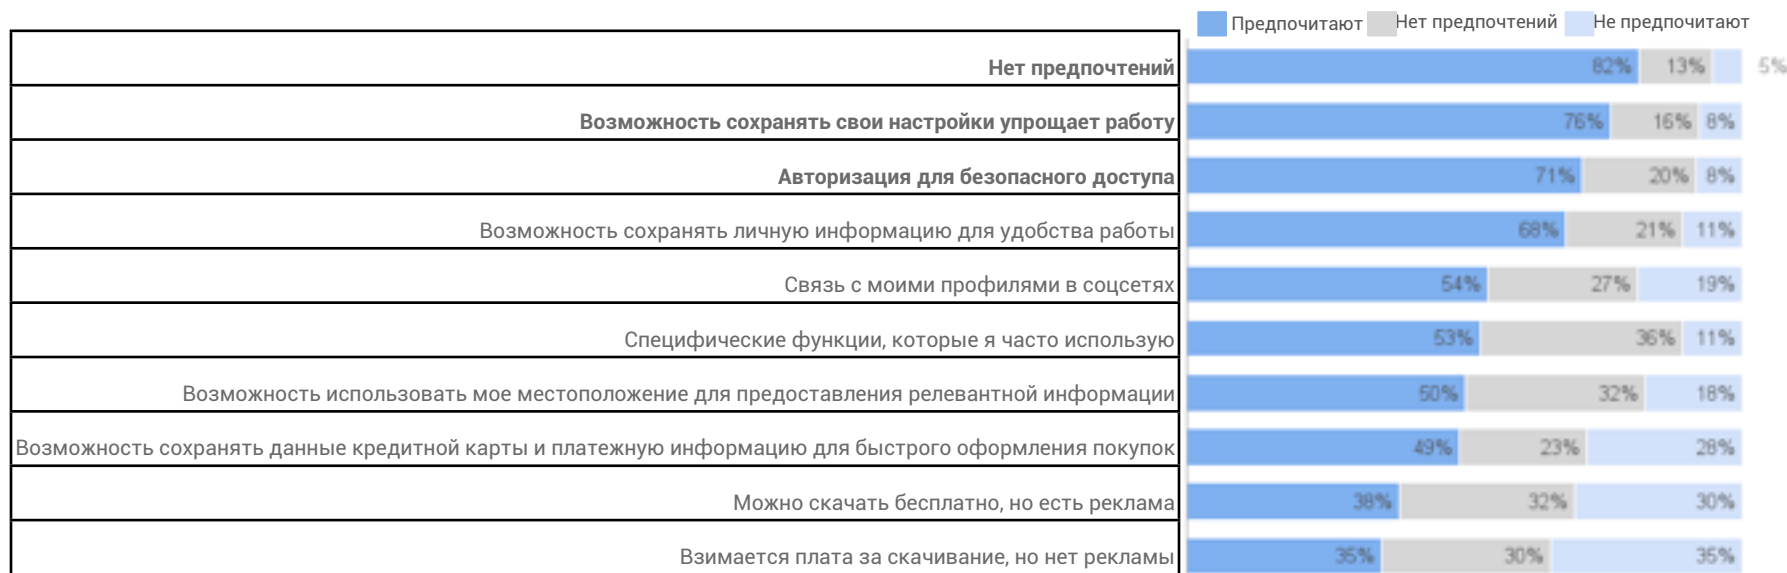 Предпочитают Нет предпочтений Не предпочитают
Нет предпочтений 82% 13% 5%
Возможность сохранять свои настройки упрощает работу 76% 16% 8%
Авторизация для безопасного доступа 71% 20% 8%
Возможность сохранять личную информацию для удобства работы 68% 21% 11%
Связь с моими профилями в соцсетях 54% 27% 19%
Специфические функции, которые я часто использую 53% 36% 11%
Возможность использовать мое местоположение для предоставления релевантной информации 50% 32% 18%
Возможность сохранять данные кредитной карты и платежную информацию для быстрого оформления покупок 49% 23% 28%
Можно скачать бесплатно, но есть реклама 38% 32% 30%
Взимается плата за скачивание, но нет рекламы 35% 30% 35%